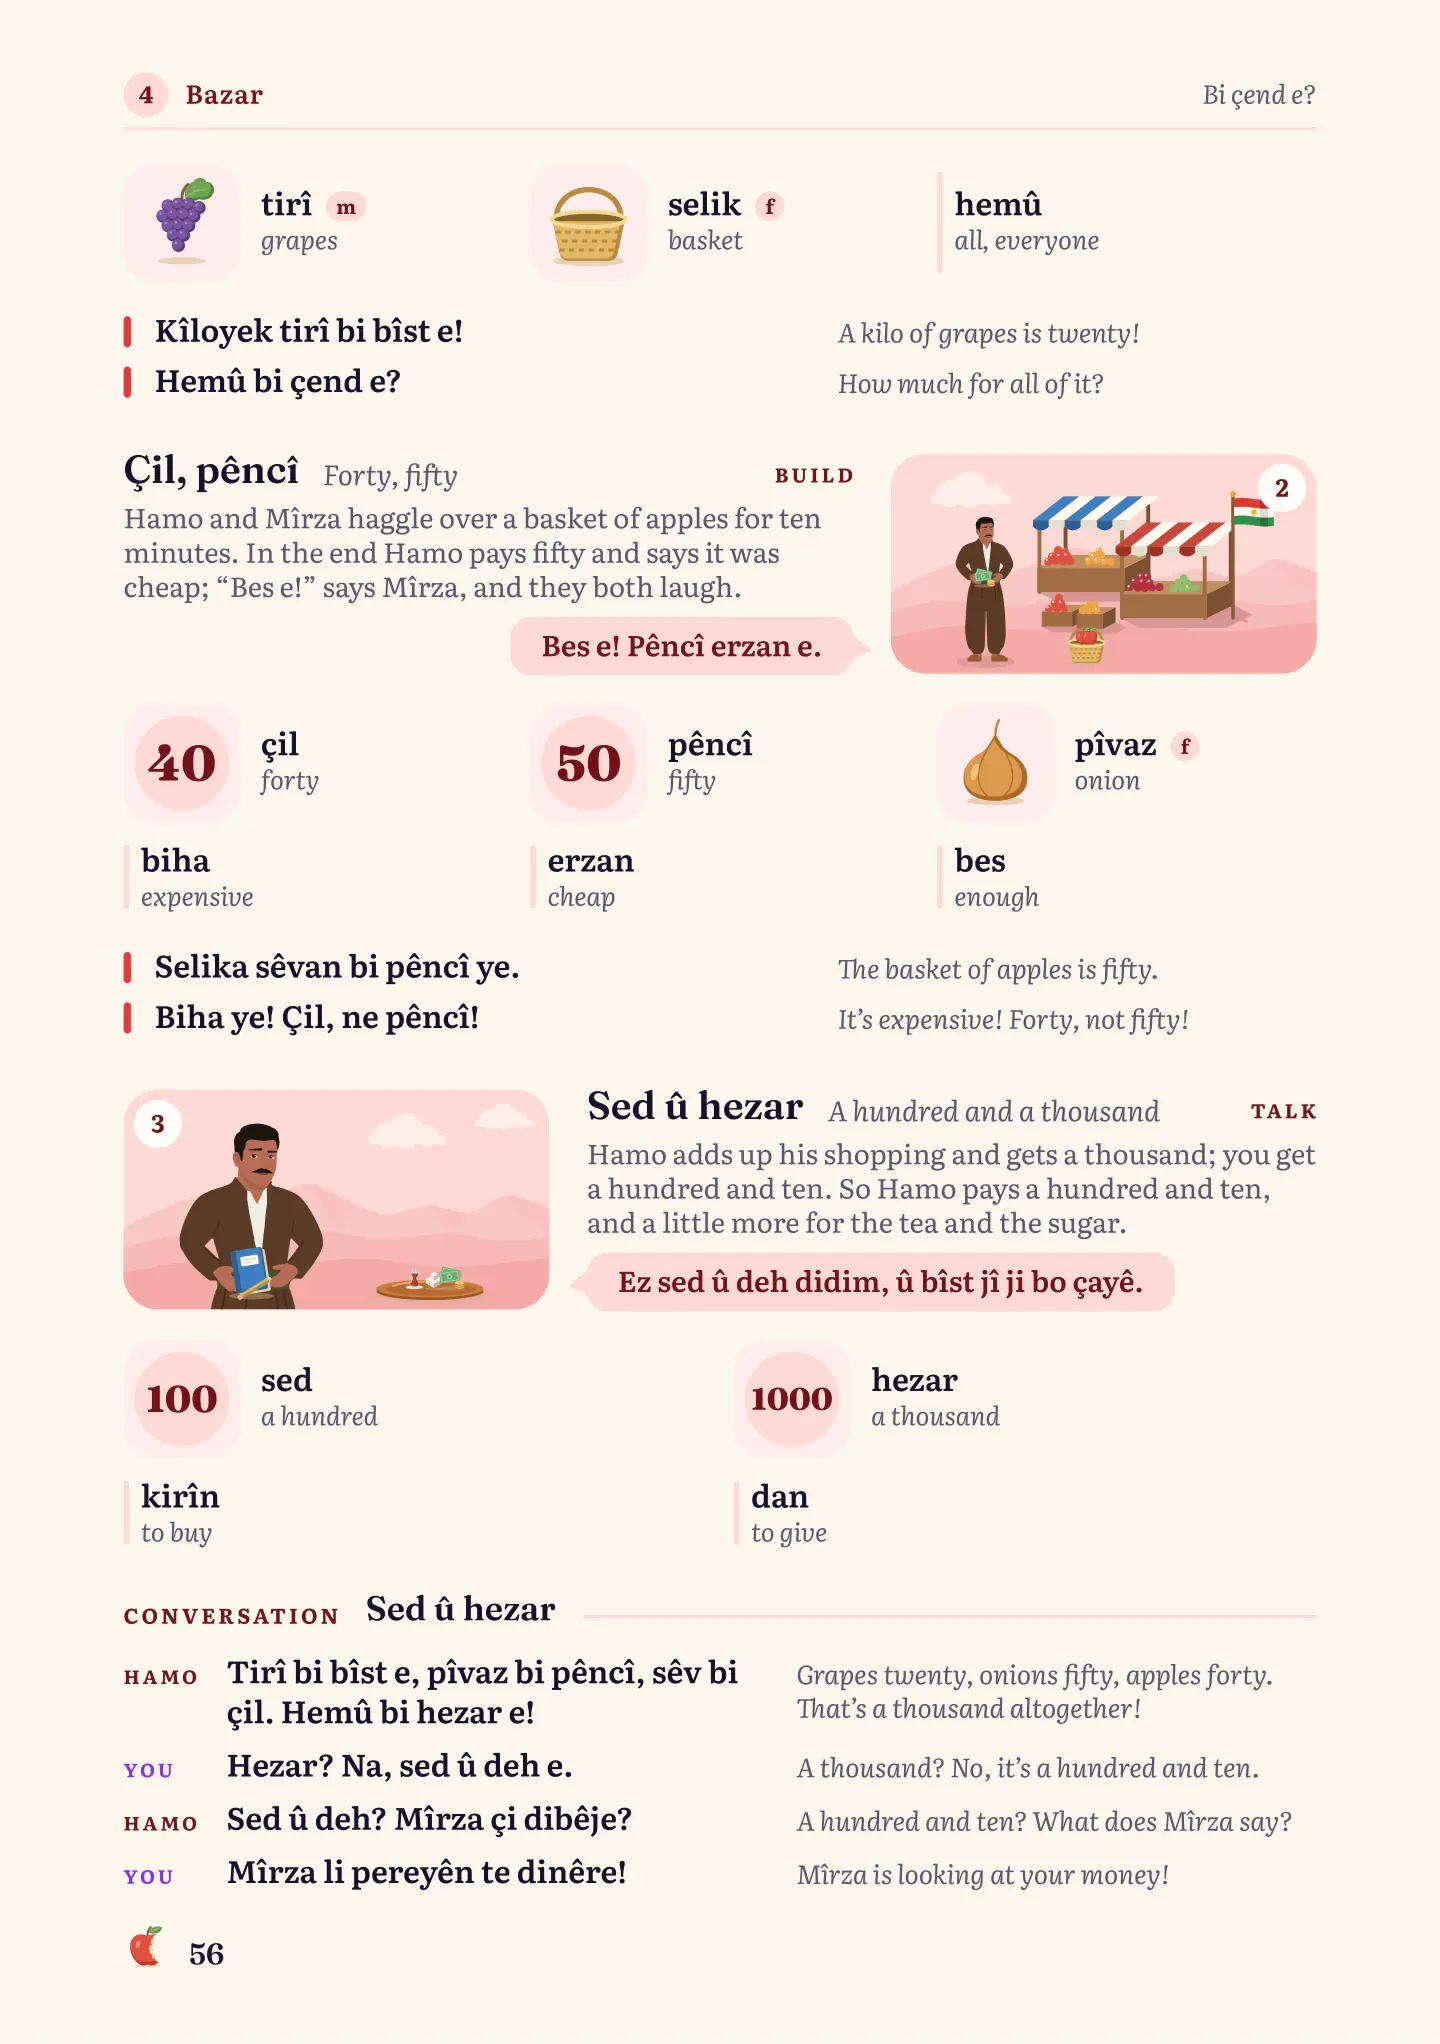 4 Bazar
Bi çend e?
tirî m
grapes
selik f
basket
hemû
all, everyone
Kîloyek tirî bi bîst e!
A kilo of grapes is twenty!
Hemû bi çend e?
How much for all of it?
Çil, pêncî Forty, fifty
BUILD
Hamo and Mîrza haggle over a basket of apples for ten
minutes. In the end Hamo pays fifty and says it was
cheap; “Bes e!” says Mîrza, and they both laugh.
Bes e! Pêncî erzan e.
2
40
çil
forty
50
pêncî
fifty
pîvaz f
onion
biha
expensive
erzan
cheap
bes
enough
Selika sêvan bi pêncî ye.
The basket of apples is fifty.
Biha ye! Çil, ne pêncî!
It’s expensive! Forty, not fifty!
3
Sed û hezar A hundred and a thousand
TALK
Hamo adds up his shopping and gets a thousand; you get
a hundred and ten. So Hamo pays a hundred and ten,
and a little more for the tea and the sugar.
Ez sed û deh didim, û bîst jî ji bo çayê.
100
sed
a hundred
1000
hezar
a thousand
kirîn
to buy
dan
to give
CONVERSATION Sed û hezar
HAMO
Tirî bi bîst e, pîvaz bi pêncî, sêv bi
çil. Hemû bi hezar e!
Grapes twenty, onions fifty, apples forty.
That’s a thousand altogether!
YOU
Hezar? Na, sed û deh e.
A thousand? No, it’s a hundred and ten.
HAMO
Sed û deh? Mîrza çi dibêje?
A hundred and ten? What does Mîrza say?
YOU
Mîrza li pereyên te dinêre!
Mîrza is looking at your money!
56